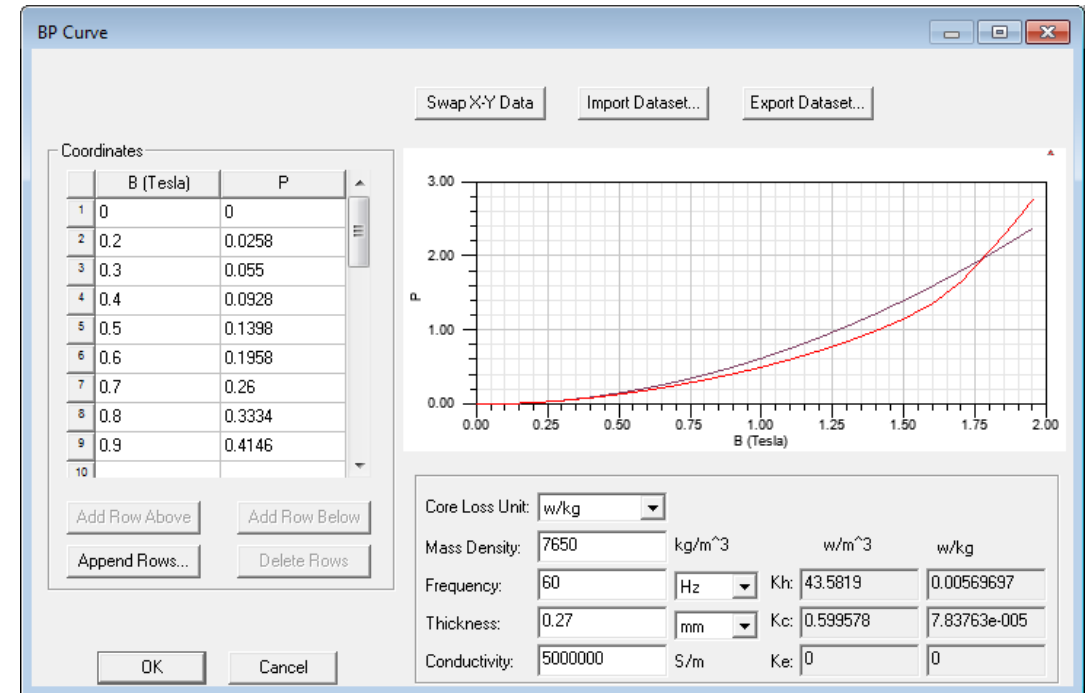 BP Curve
Swap X-Y Data Import Dataset... Export Dataset...
Coordinates
B (Tesla) P
1 0 0
2 0.2 0.0258
3 0.3 0.055
4 0.4 0.0928
5 0.5 0.1398
6 0.6 0.1958
7 0.7 0.26
8 0.8 0.3334
9 0.9 0.4146
10
Add Row Above Add Row Below
Append Rows... Delete Rows
OK Cancel
3.00
2.00
P
1.00
0.00
0.00 0.25 0.50 0.75 1.00 1.25 1.50 1.75 2.00
B (Tesla)
Core Loss Unit: w/kg
Mass Density: 7650 kg/m^3 w/m^3 w/kg
Frequency: 60 Hz Kh: 43.5819 0.00569697
Thickness: 0.27 mm Kc: 0.599578 7.83763e-005
Conductivity: 5000000 S/m Ke: 0 0